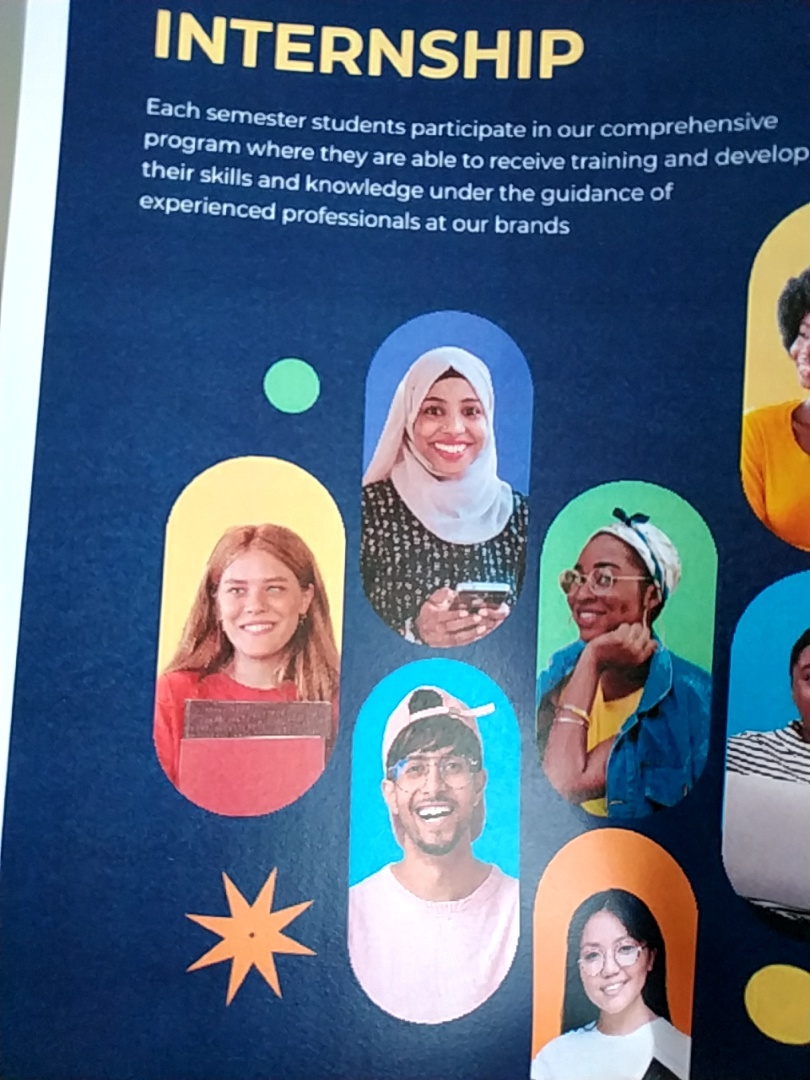 INTERNSHIP
Each semester students participate in our comprehensive
program where they are able to receive training and develop
their skills and knowledge under the guidance of
experienced professionals at our brands